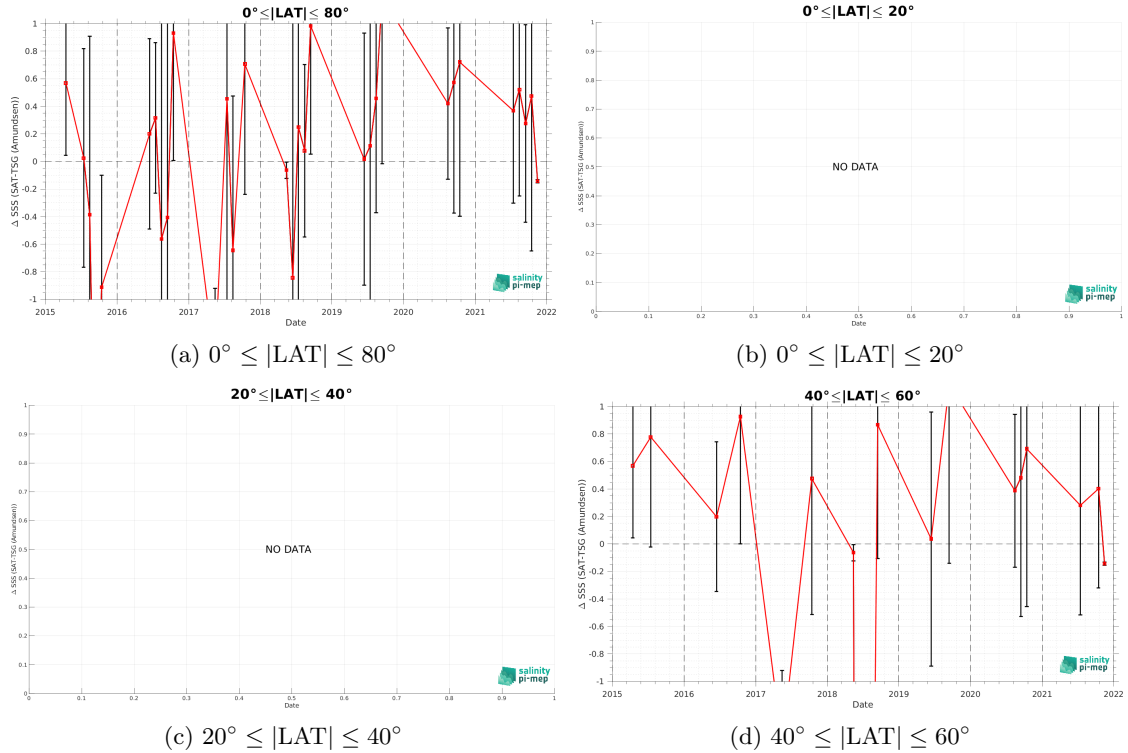 0°≤|LAT|≤ 80°
Δ SSS (SAT-TSG (Amundsen))
1
0.8
0.6
0.4
0.2
0
-0.2
-0.4
-0.6
-0.8
-1
2015 2016 2017 2018 2019 2020 2021 2022
Date
salinity
pi-mep
(a) 0° ≤ |LAT| ≤ 80°
0°≤|LAT|≤ 20°
Δ SSS (SAT-TSG (Amundsen))
1
0.9
0.8
0.7
0.6
0.5
0.4
0.3
0.2
0.1
0
NO DATA
0 0.1 0.2 0.3 0.4 0.5 0.6 0.7 0.8 0.9 1
Date
salinity
pi-mep
(b) 0° ≤ |LAT| ≤ 20°
20°≤|LAT|≤ 40°
Δ SSS (SAT-TSG (Amundsen))
1
0.9
0.8
0.7
0.6
0.5
0.4
0.3
0.2
0.1
0
NO DATA
0 0.1 0.2 0.3 0.4 0.5 0.6 0.7 0.8 0.9 1
Date
salinity
pi-mep
(c) 20° ≤ |LAT| ≤ 40°
40°≤|LAT|≤ 60°
Δ SSS (SAT-TSG (Amundsen))
1
0.8
0.6
0.4
0.2
0
-0.2
-0.4
-0.6
-0.8
-1
2015 2016 2017 2018 2019 2020 2021 2022
Date
salinity
pi-mep
(d) 40° ≤ |LAT| ≤ 60°